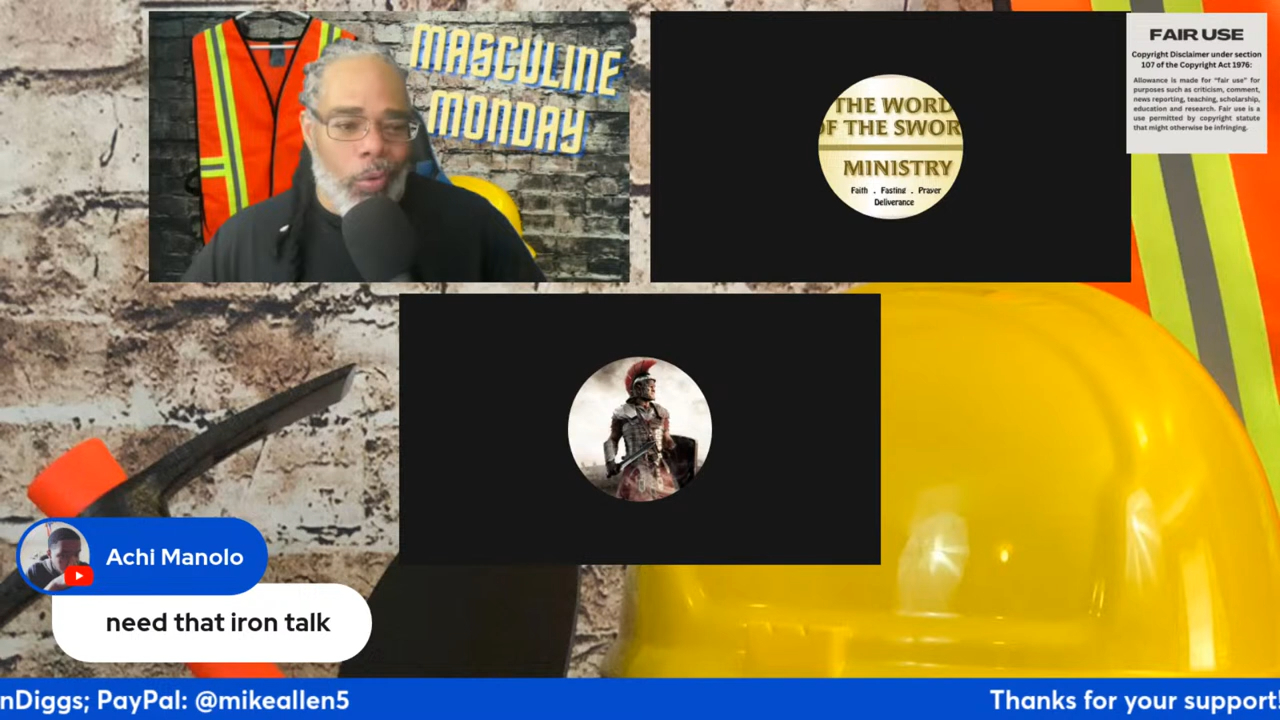 MASCULINE
MONDAY
THE WORD
OF THE SWOR
MINISTRY
Faith . Fasting . Prayer
Deliverance
FAIR USE
Copyright Disclaimer under section
107 of the Copyright Act 1976:
Allowance is made for "fair use" for
purposes such as criticism, comment,
news reporting, teaching, scholarship,
education and research. Fair use is a
use permitted by copyright statute
that might otherwise be infringing.
Achi Manolo
need that iron talk
nDiggs; PayPal: @mikeallen5
Thanks for your support!